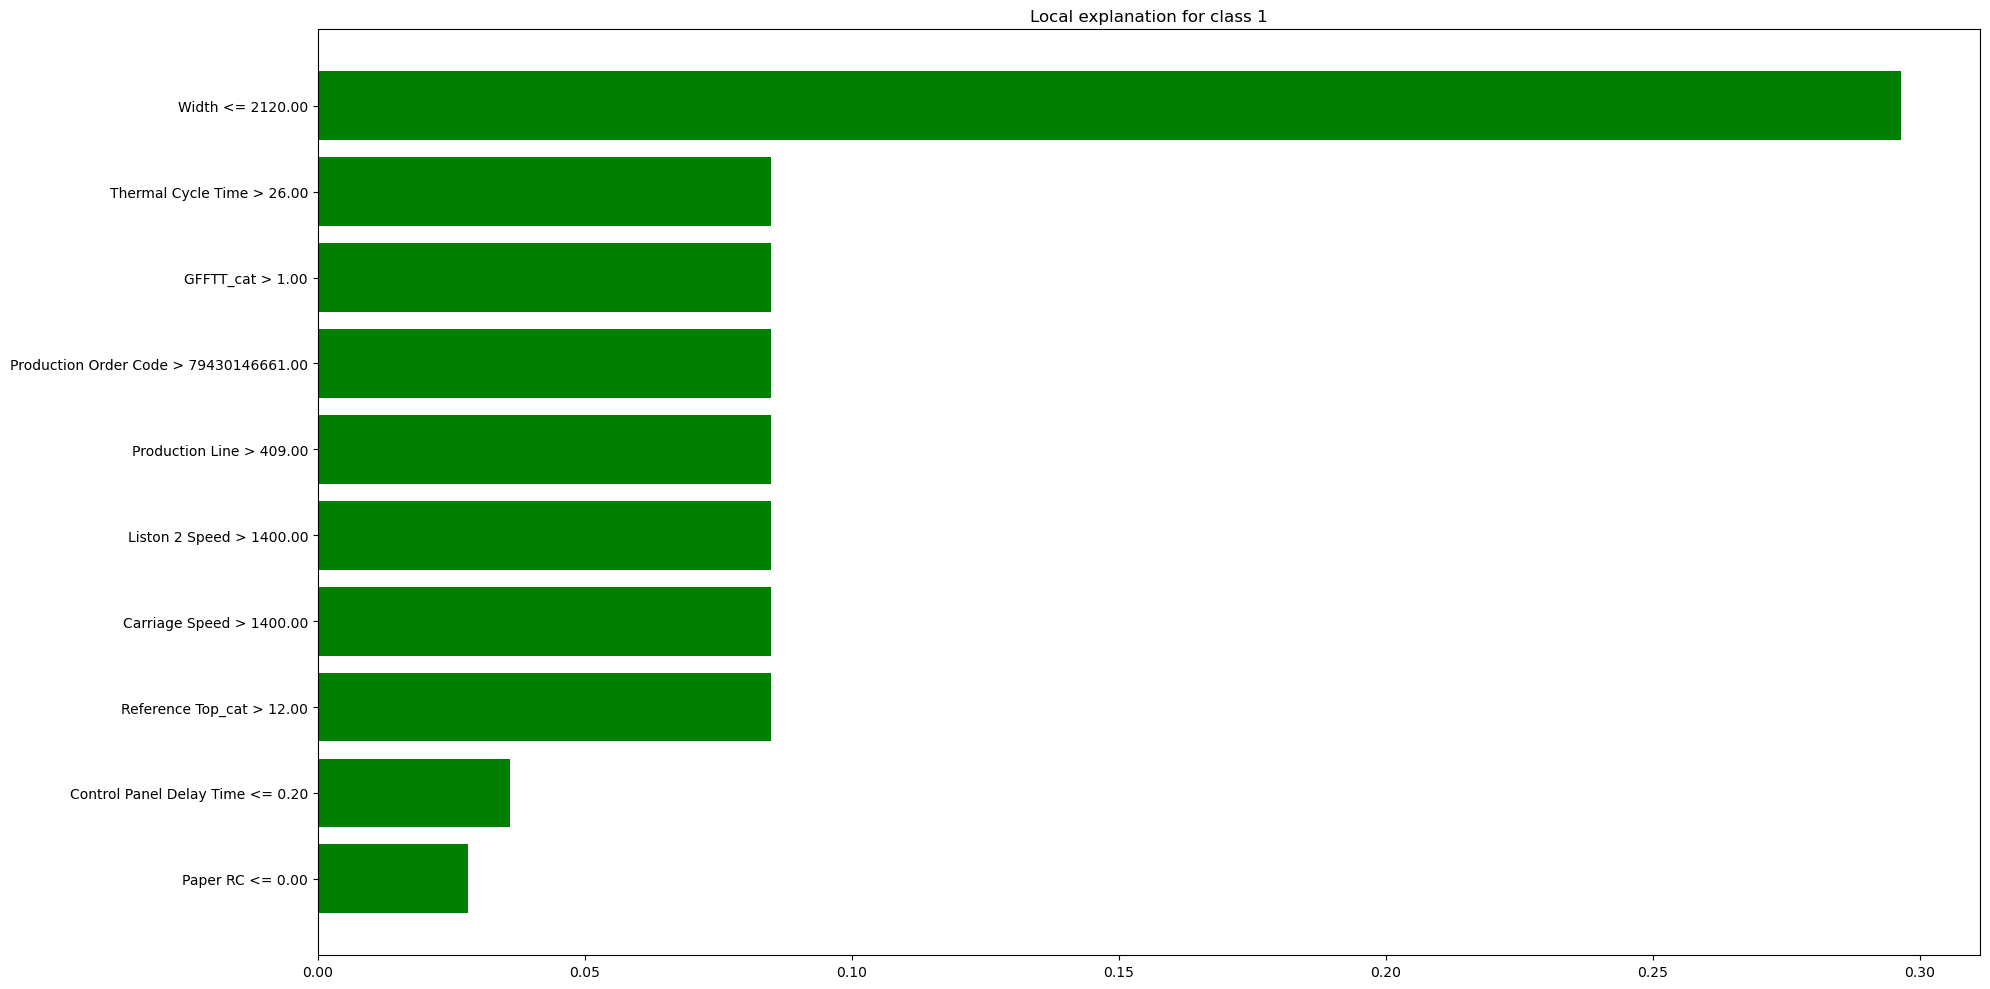 Local explanation for class 1
Width <= 2120.00
Thermal Cycle Time > 26.00
GFFTT_cat > 1.00
Production Order Code > 79430146661.00
Production Line > 409.00
Liston 2 Speed > 1400.00
Carriage Speed > 1400.00
Reference Top_cat > 12.00
Control Panel Delay Time <= 0.20
Paper RC <= 0.00
0.00 0.05 0.10 0.15 0.20 0.25 0.30